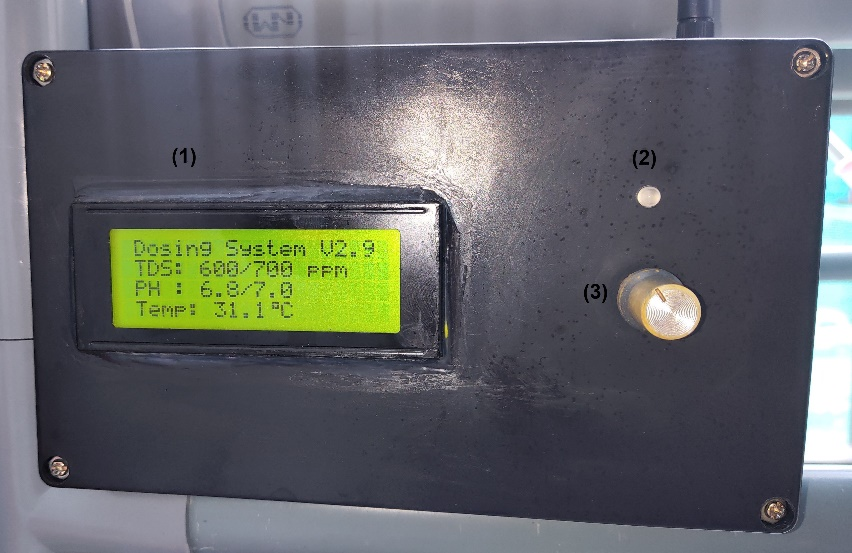 (1)
(2)
(3)
Dosing System V2.9
TDS: 600/700 ppm
PH : 6.8/7.0
Temp: 31.1°C